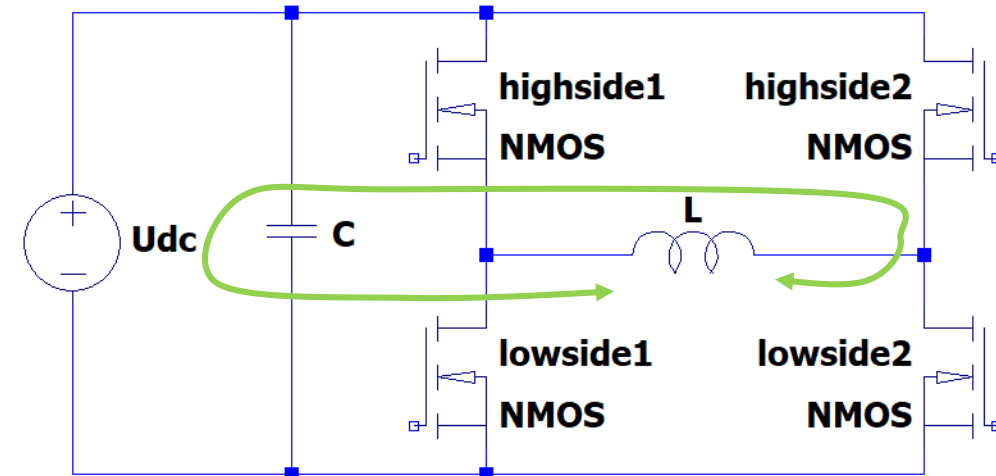 highside1
highside2
NMOS
NMOS
L
Udc
C
lowside1
lowside2
NMOS
NMOS